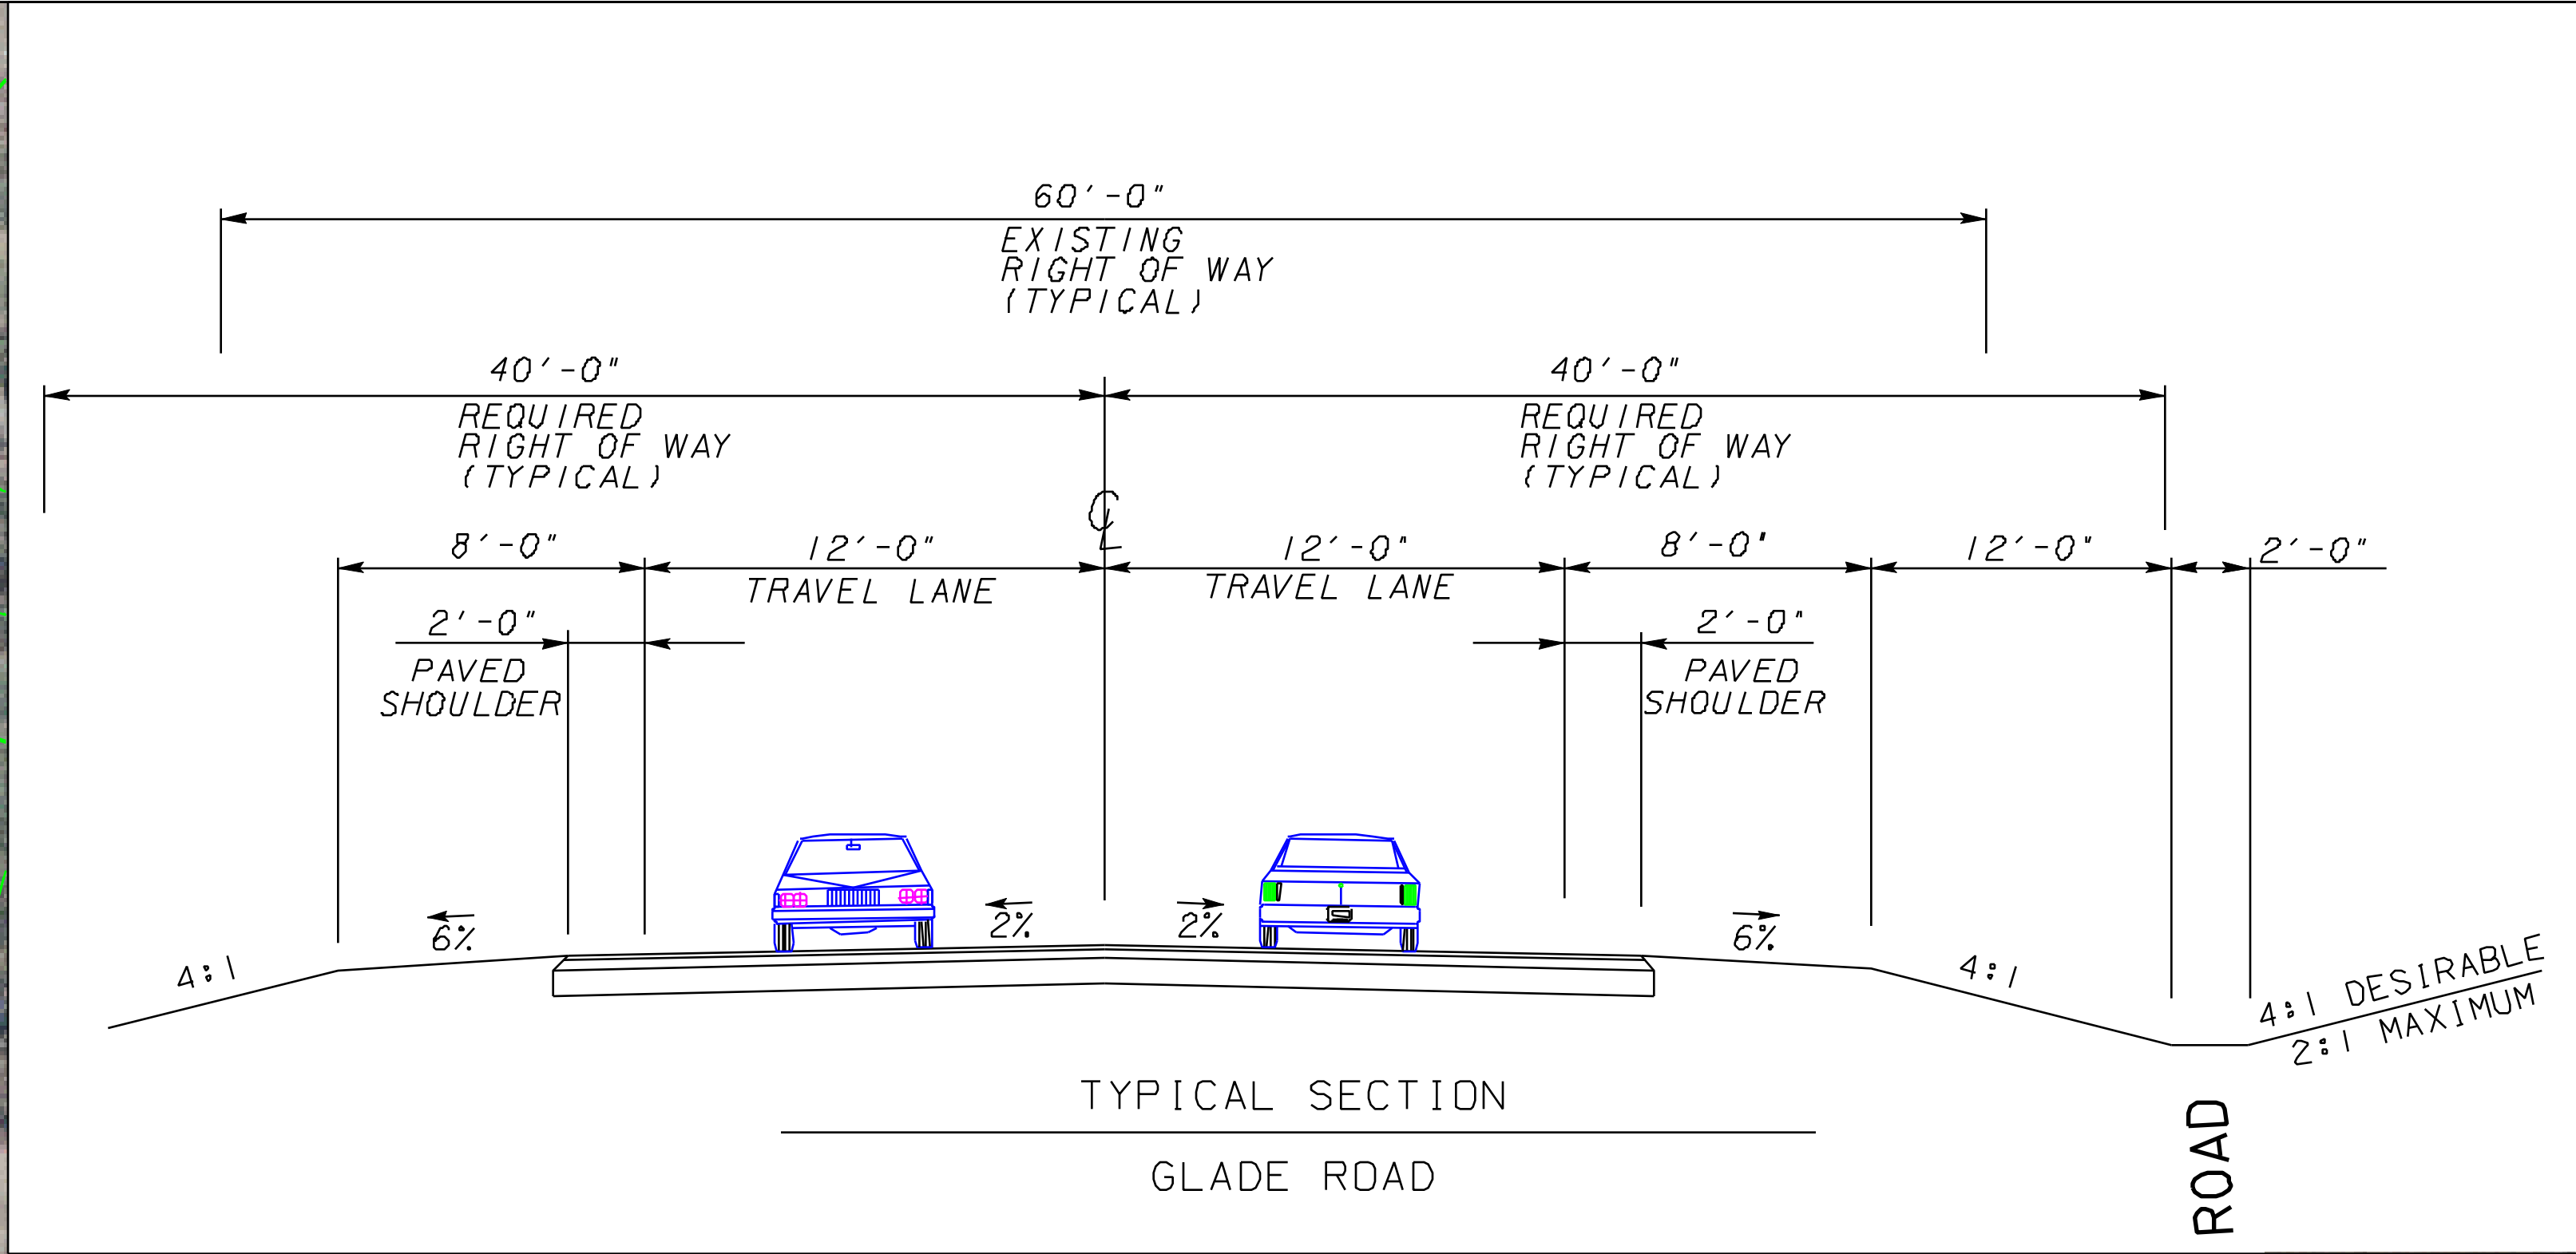 60'-0"
EXISTING
RIGHT OF WAY
(TYPICAL)
40'-0"
40'-0"
REQUIRED
RIGHT OF WAY
(TYPICAL)
REQUIRED
RIGHT OF WAY
(TYPICAL)
℄
8'-0"
12'-0"
12'-0"
8'-0"
12'-0"
2'-0"
TRAVEL LANE
TRAVEL LANE
2'-0"
PAVED
SHOULDER
2'-0"
PAVED
SHOULDER
6%
2%
2%
6%
4:1
4:1
4:1 DESIRABLE
2:1 MAXIMUM
TYPICAL SECTION
GLADE ROAD
ROAD